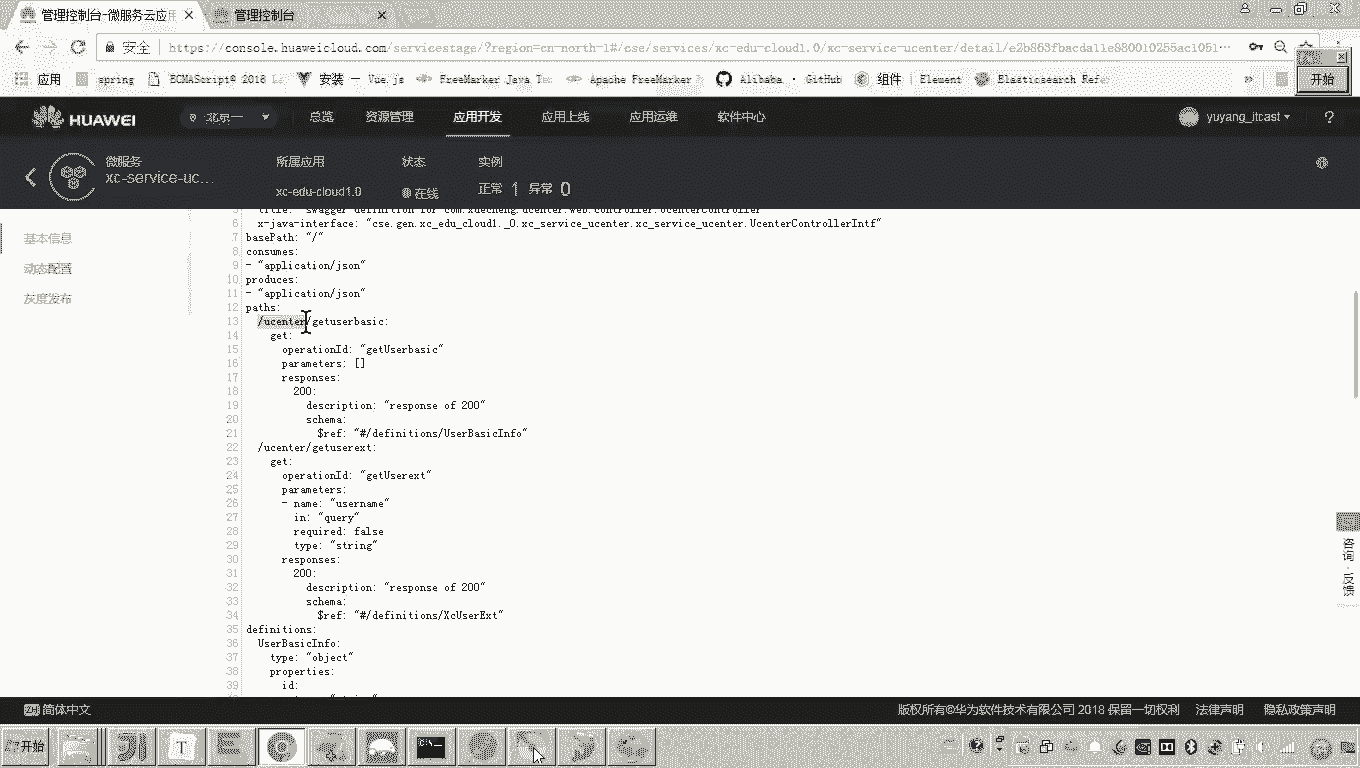 管理控制台-微服务云应用
管理控制台
安全
https://console.huaweicloud.com/servicestage/?region=cn-north-1#/cse/services/xc-edu-cloud1.0/xc-service-ucenter/detail/e2b863fbacda11e880010255ac1051…
应用
spring
ECMAScript® 2018 La
安装 — Vue.js
FreeMarker Java Te
Apache FreeMarker
Alibaba · GitHub
组件 | Element
Elasticsearch Refe
»
开始
HUAWEI
北京一
总览
资源管理
应用开发
应用上线
应用运维
软件中心
yuyang_itcast
?
微服务
xc-service-uc...
所属应用
xc-edu-cloud1.0
状态
在线
实例
正常 1 异常 0
基本信息
动态配置
灰度发布
5 title: "swagger definition for com.xuecheng.ucenter.web.controller.UcenterController"
6 x-java-interface: "cse.gen.xc_edu_cloud1._0.xc_service_ucenter.xc_service_ucenter.UcenterControllerIntf"
7 basePath: "/"
8 consumes:
9 - "application/json"
10 produces:
11 - "application/json"
12 paths:
13 /ucenter/getuserbasic:
14 get:
15 operationId: "getUserbasic"
16 parameters: []
17 responses:
18 200:
19 description: "response of 200"
20 schema:
21 $ref: "#/definitions/UserBasicInfo"
22 /ucenter/getuserext:
23 get:
24 operationId: "getUserext"
25 parameters:
26 - name: "username"
27 in: "query"
28 required: false
29 type: "string"
30 responses:
31 200:
32 description: "response of 200"
33 schema:
34 $ref: "#/definitions/XcUserExt"
35 definitions:
36 UserBasicInfo:
37 type: "object"
38 properties:
39 id:
咨询·反馈
简体中文
版权所有©华为软件技术有限公司 2018 保留一切权利
法律声明
隐私政策声明
开始